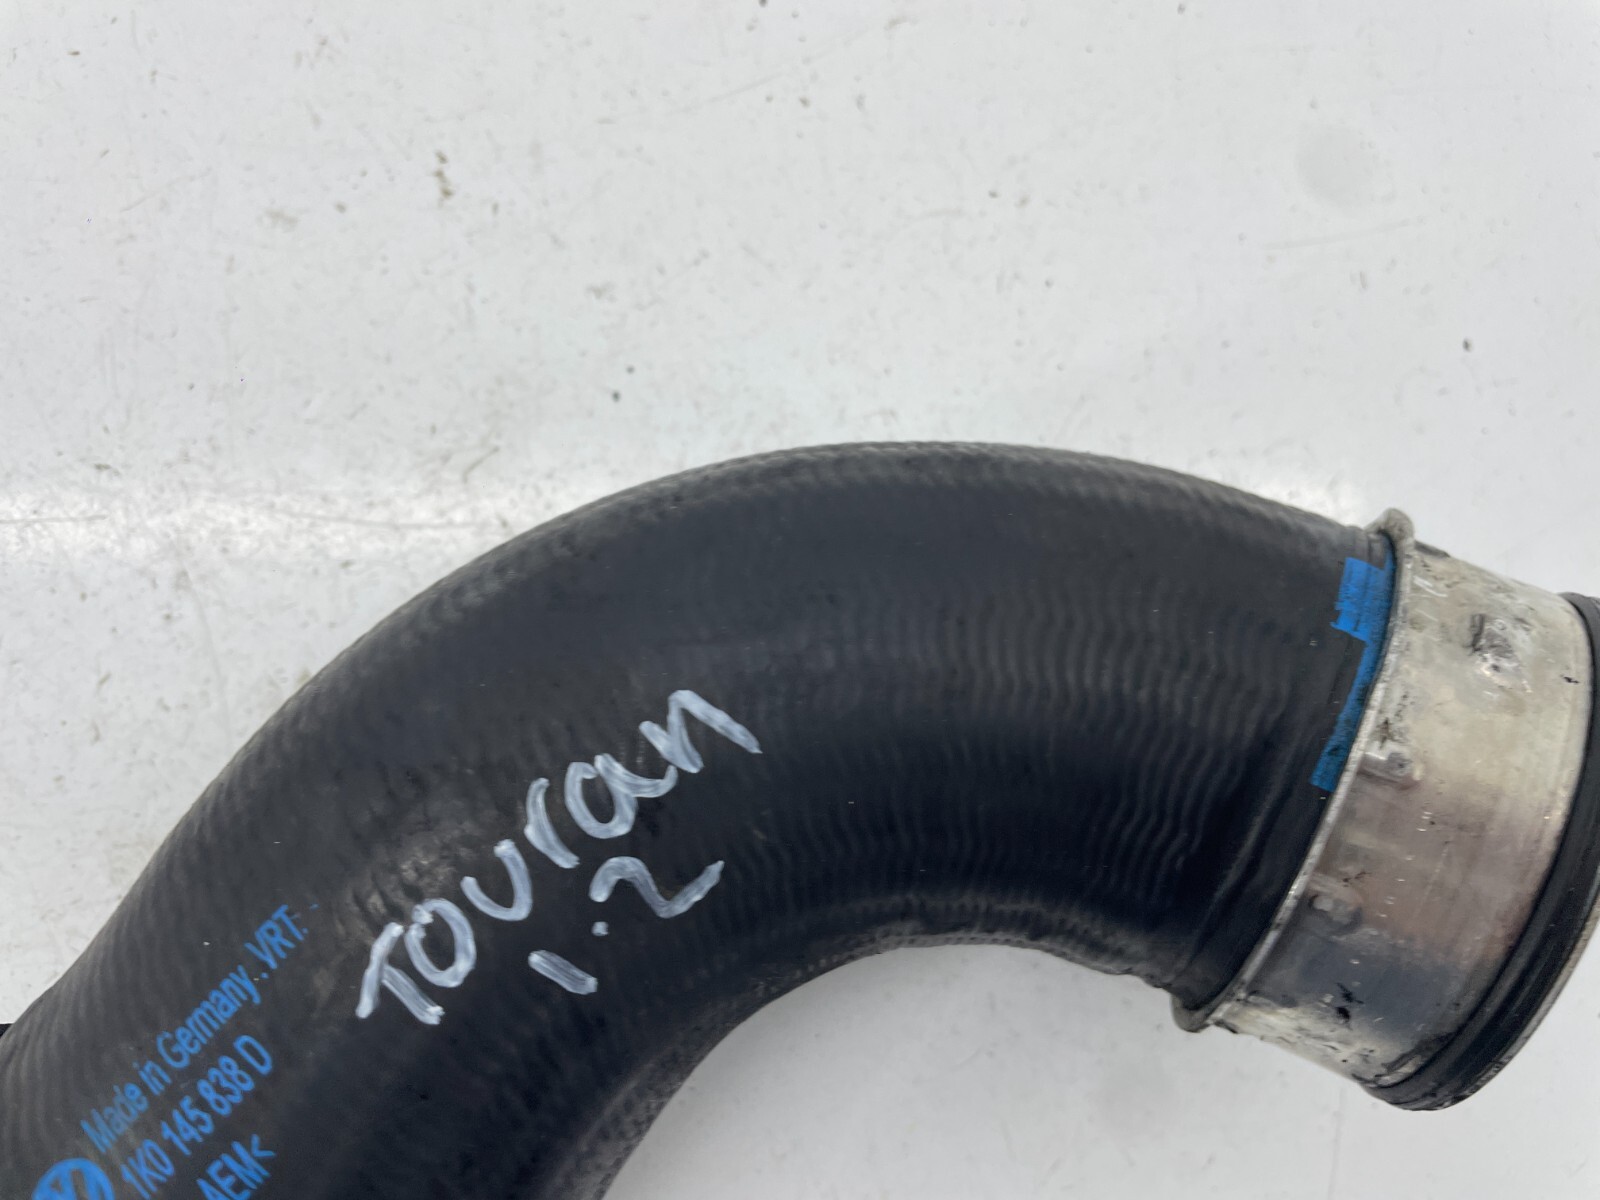 Touran
1.2
Made in Germany..VRT.
1K0 145 838 D
AEM<